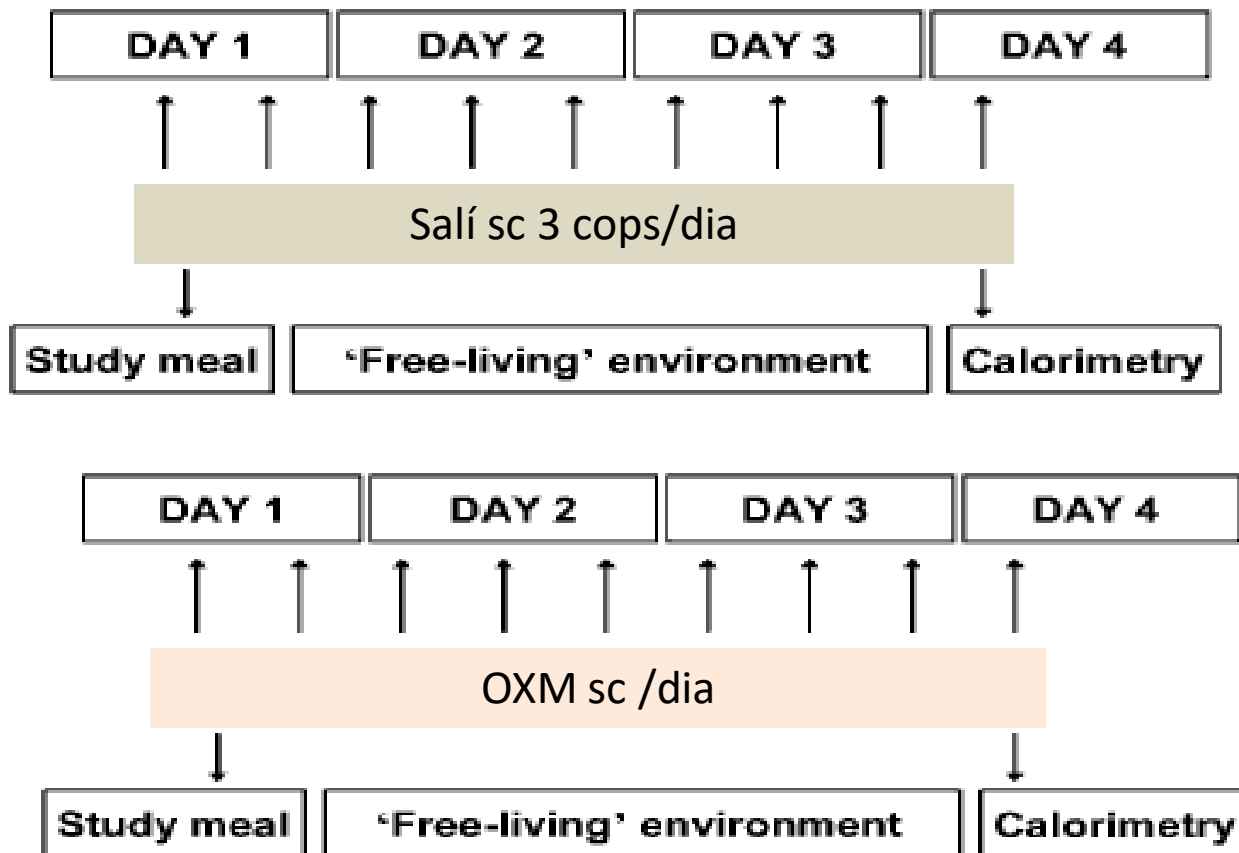 DAY 1 DAY 2 DAY 3 DAY 4
Salí sc 3 cops/dia
Study meal ‘Free-living’ environment Calorimetry
DAY 1 DAY 2 DAY 3 DAY 4
OXM sc /dia
Study meal ‘Free-living’ environment Calorimetry